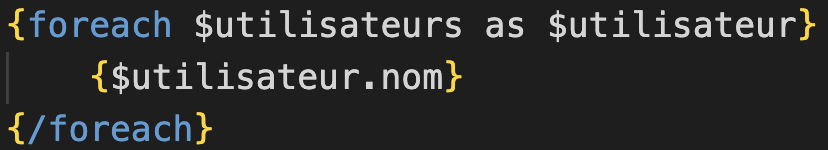 {foreach $utilisateurs as $utilisateur}
    {$utilisateur.nom}
{/foreach}